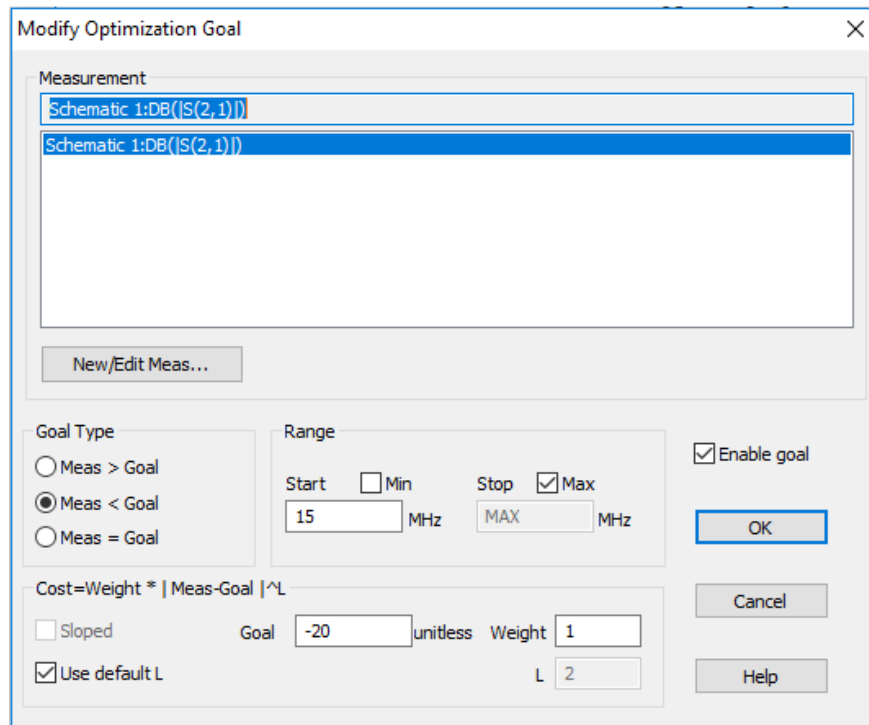 Modify Optimization Goal
Measurement
Schematic 1:DB(|S(2,1)|)
Schematic 1:DB(|S(2,1)|)
New/Edit Meas...
Goal Type
Meas > Goal
Meas < Goal
Meas = Goal
Range
Start Min Stop Max
15 MHz MAX MHz
Enable goal
OK
Cost=Weight * | Meas-Goal |^L
Sloped Goal -20 unitless Weight 1
Use default L L 2
Cancel
Help